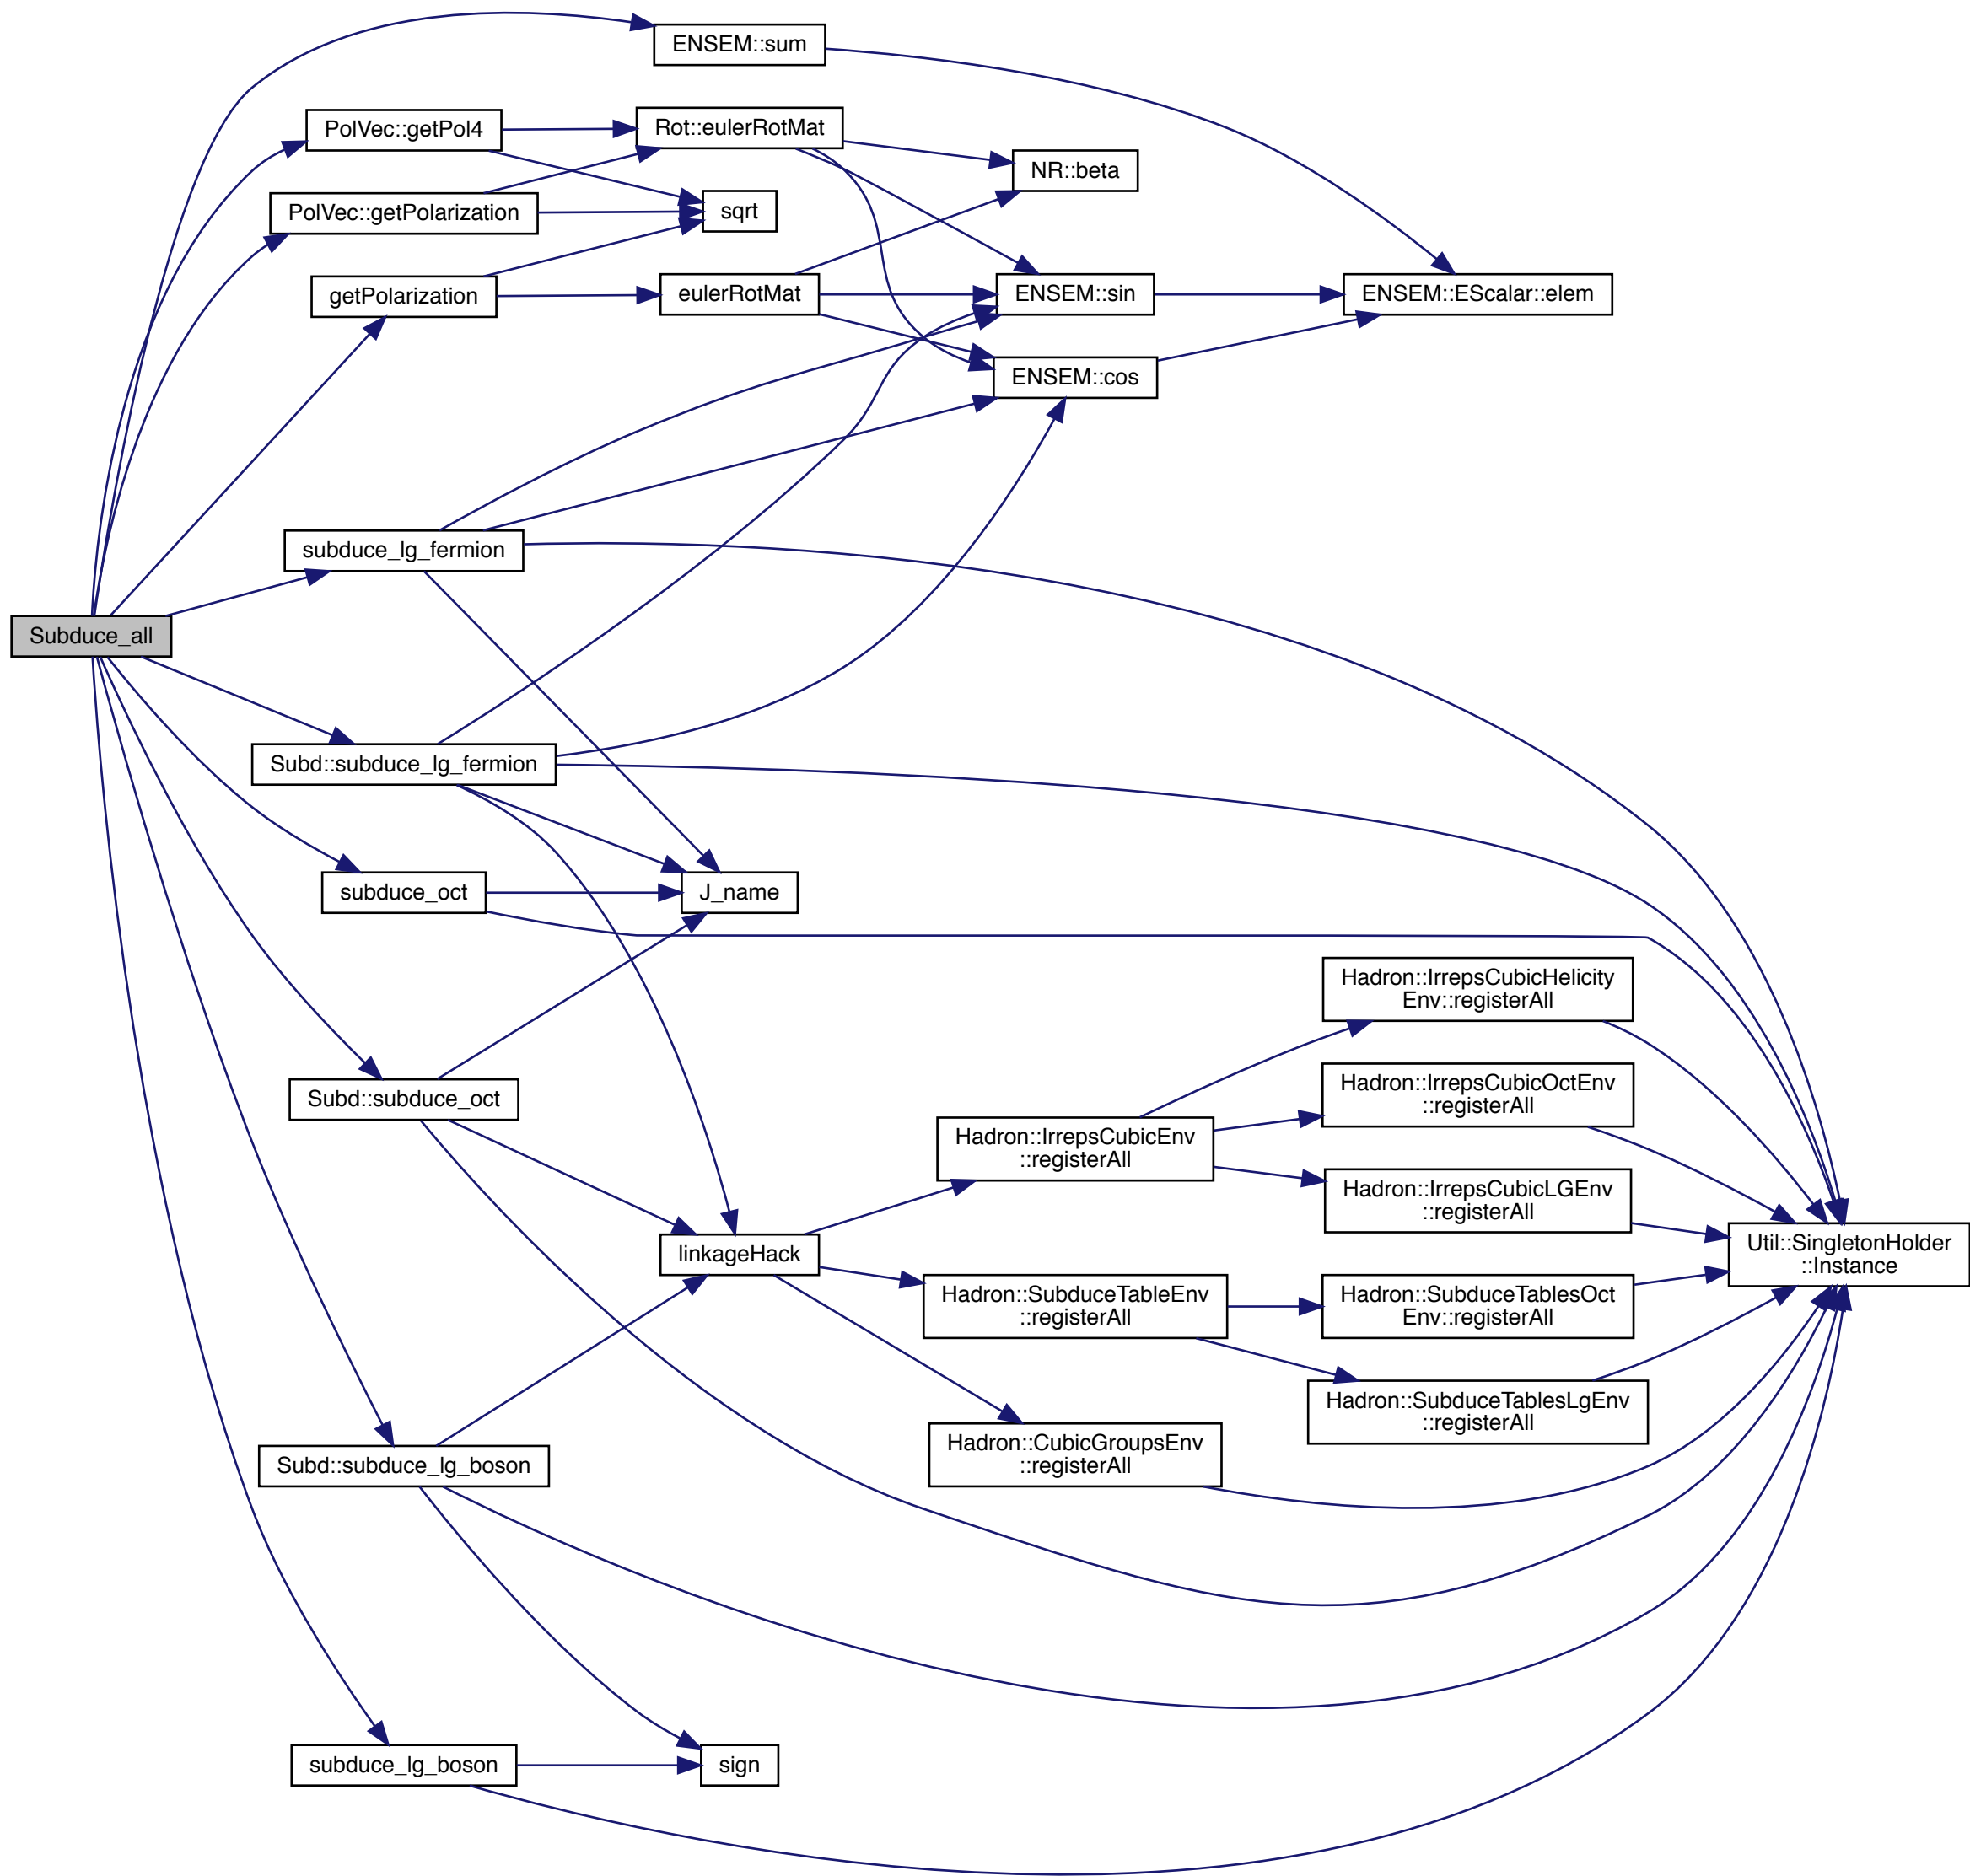 ENSEM::sum
PolVec::getPol4
Rot::eulerRotMat
NR::beta
PolVec::getPolarization
sqrt
getPolarization
eulerRotMat
ENSEM::sin
ENSEM::EScalar::elem
ENSEM::cos
subduce_lg_fermion
Subduce_all
Subd::subduce_lg_fermion
subduce_oct
J_name
Hadron::IrrepsCubicHelicity
Env::registerAll
Hadron::IrrepsCubicOctEnv
::registerAll
Subd::subduce_oct
Hadron::IrrepsCubicEnv
::registerAll
Hadron::IrrepsCubicLGEnv
::registerAll
linkageHack
Util::SingletonHolder
::Instance
Hadron::SubduceTableEnv
::registerAll
Hadron::SubduceTablesOct
Env::registerAll
Hadron::SubduceTablesLgEnv
::registerAll
Subd::subduce_lg_boson
Hadron::CubicGroupsEnv
::registerAll
subduce_lg_boson
sign